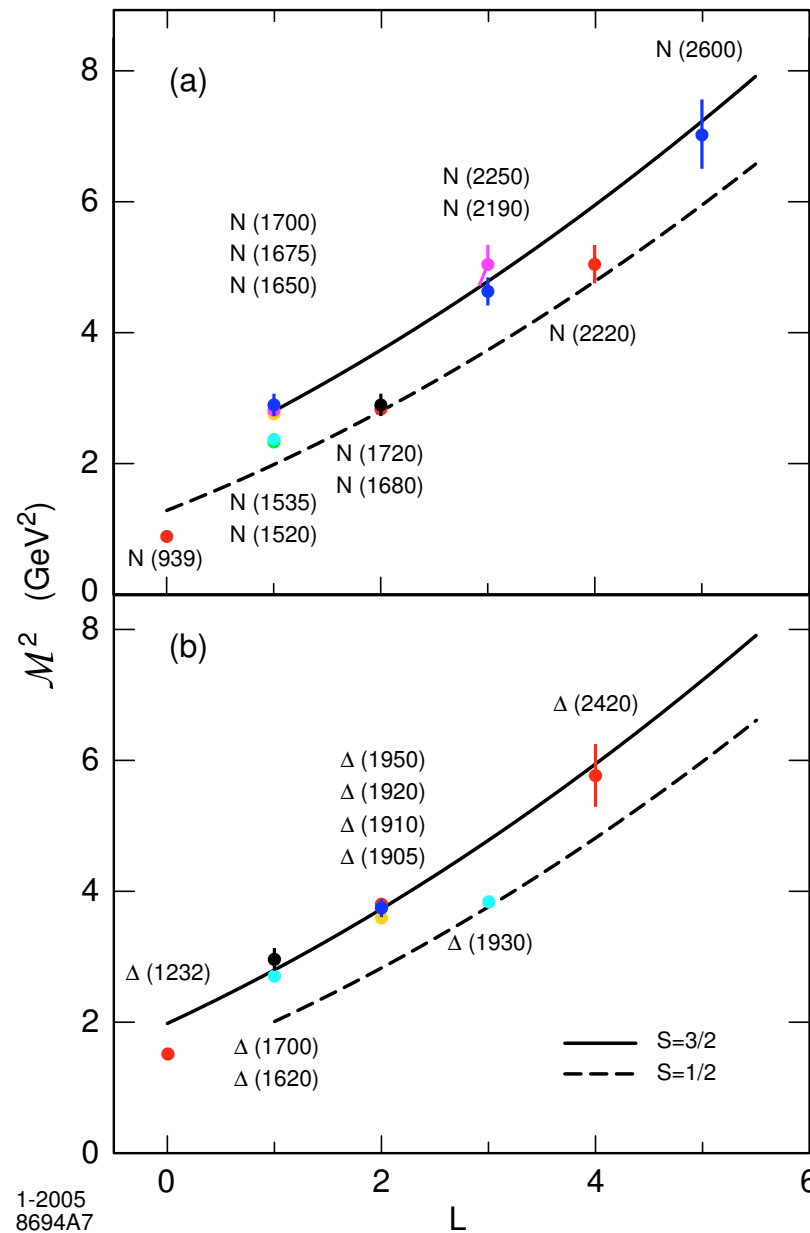 8
(a)
N (2600)
6
N (2250)
N (2190)
N (1700)
N (1675)
N (1650)
4
N (2220)
2
N (1720)
N (1680)
N (1535)
N (1520)
N (939)
0
ℳ² (GeV²)
8
(b)
Δ (2420)
6
Δ (1950)
Δ (1920)
Δ (1910)
Δ (1905)
4
Δ (1930)
Δ (1232)
2
Δ (1700)
Δ (1620)
S=3/2
S=1/2
0
0 2 4 6
L
1-2005
8694A7